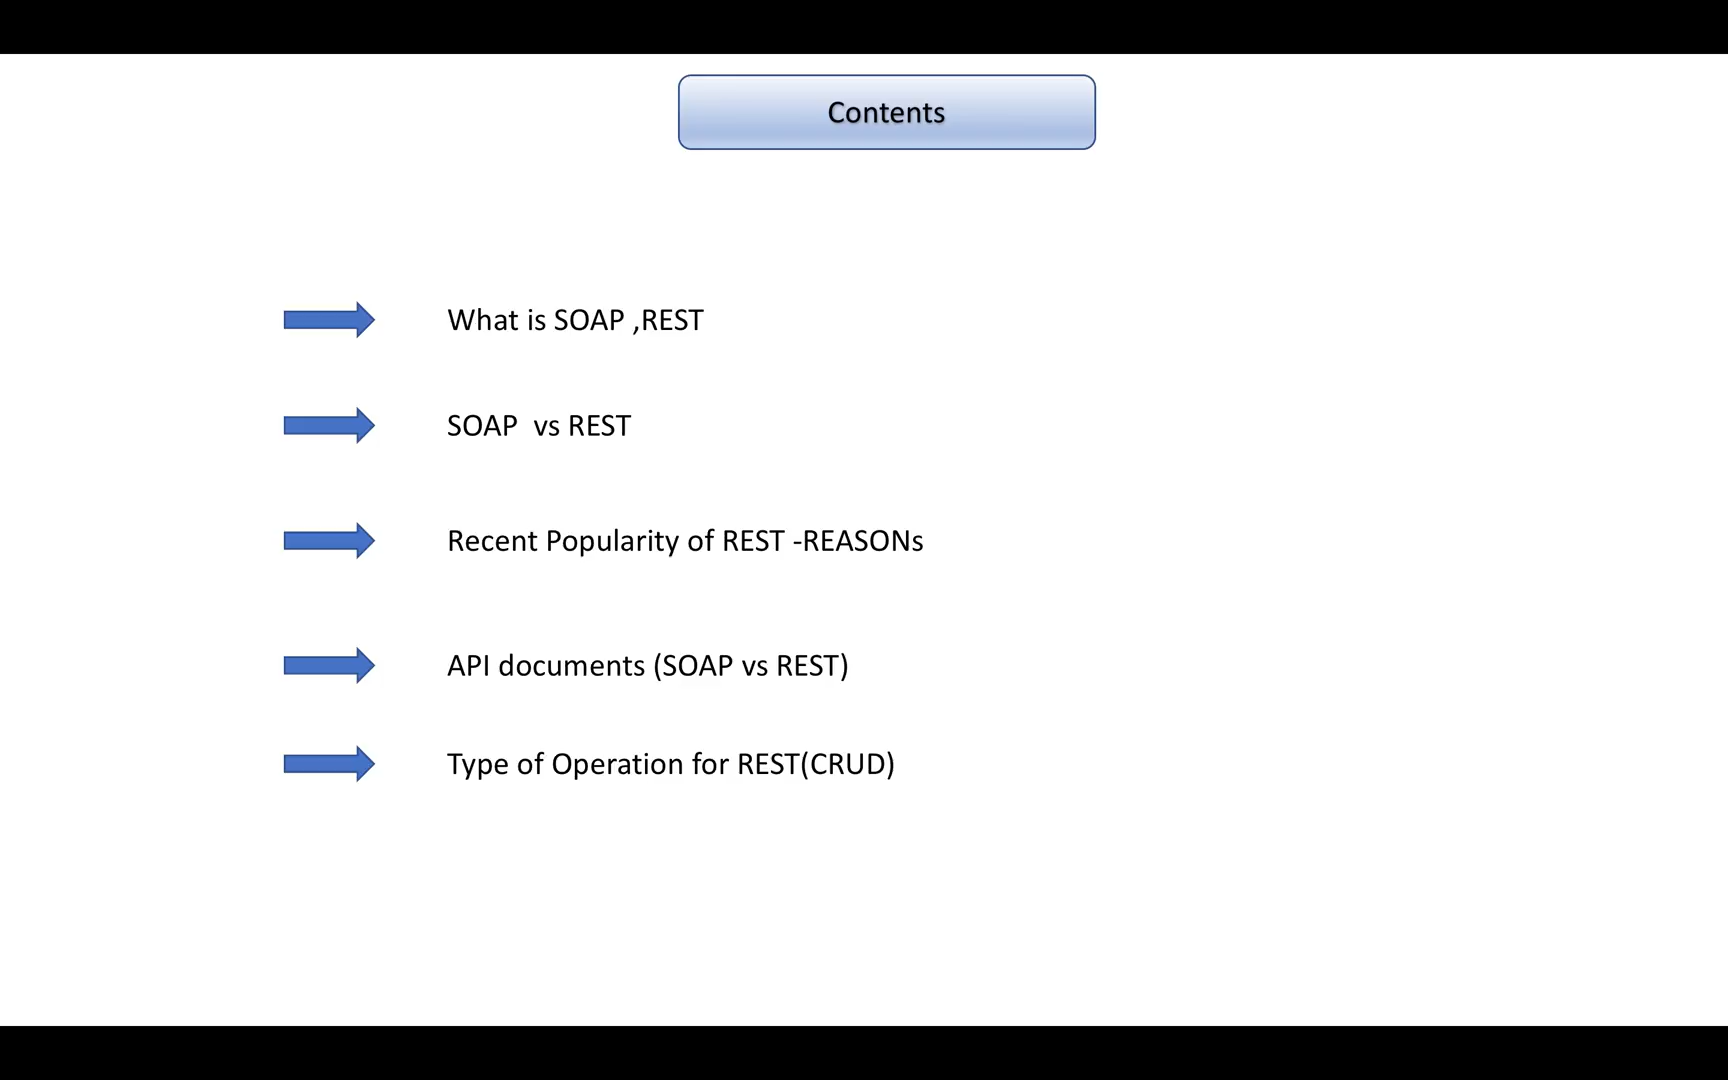 Contents
What is SOAP ,REST
SOAP  vs REST
Recent Popularity of REST -REASONs
API documents (SOAP vs REST)
Type of Operation for REST(CRUD)